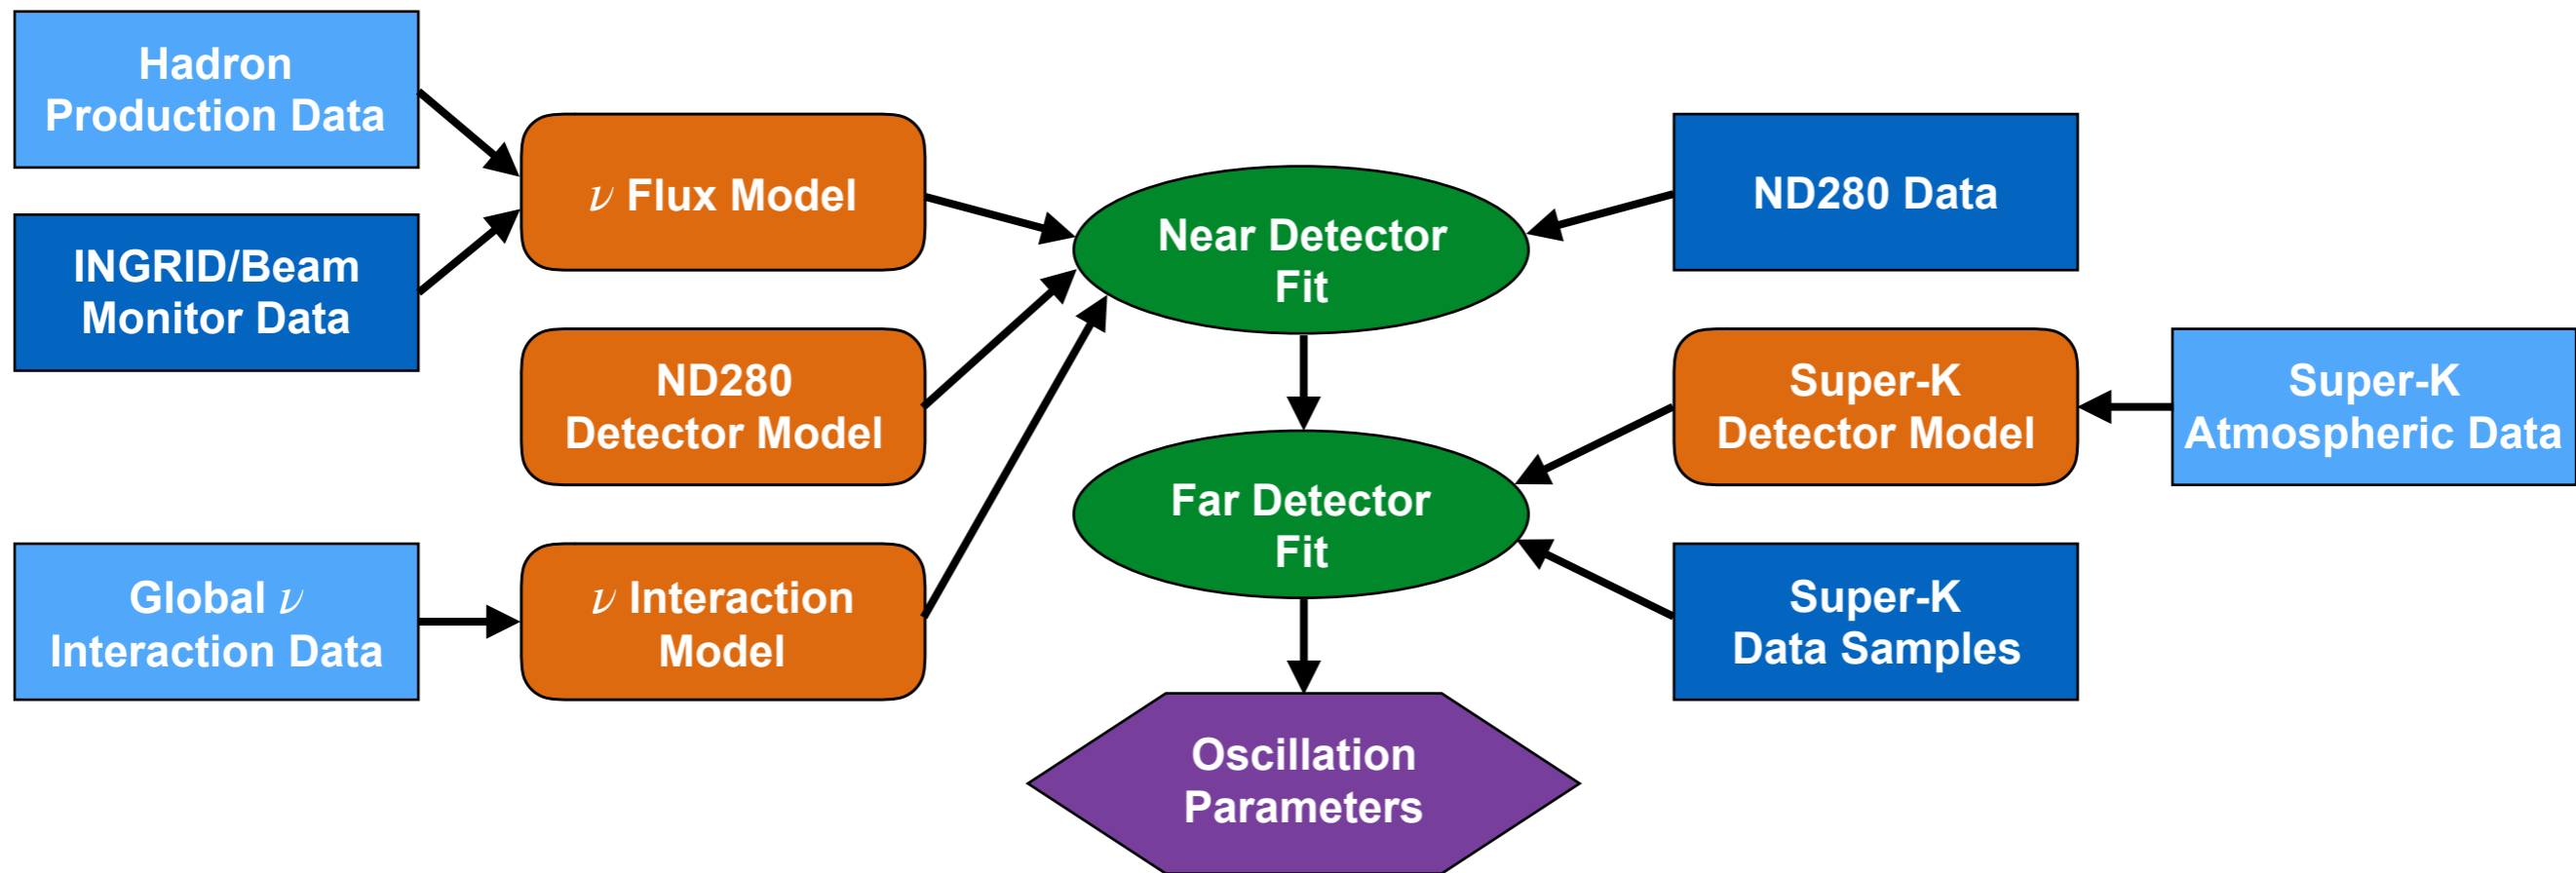 Hadron
Production Data
INGRID/Beam
Monitor Data
Global ν
Interaction Data
ν Flux Model
ND280
Detector Model
ν Interaction
Model
Near Detector
Fit
Far Detector
Fit
Oscillation
Parameters
ND280 Data
Super-K
Detector Model
Super-K
Data Samples
Super-K
Atmospheric Data